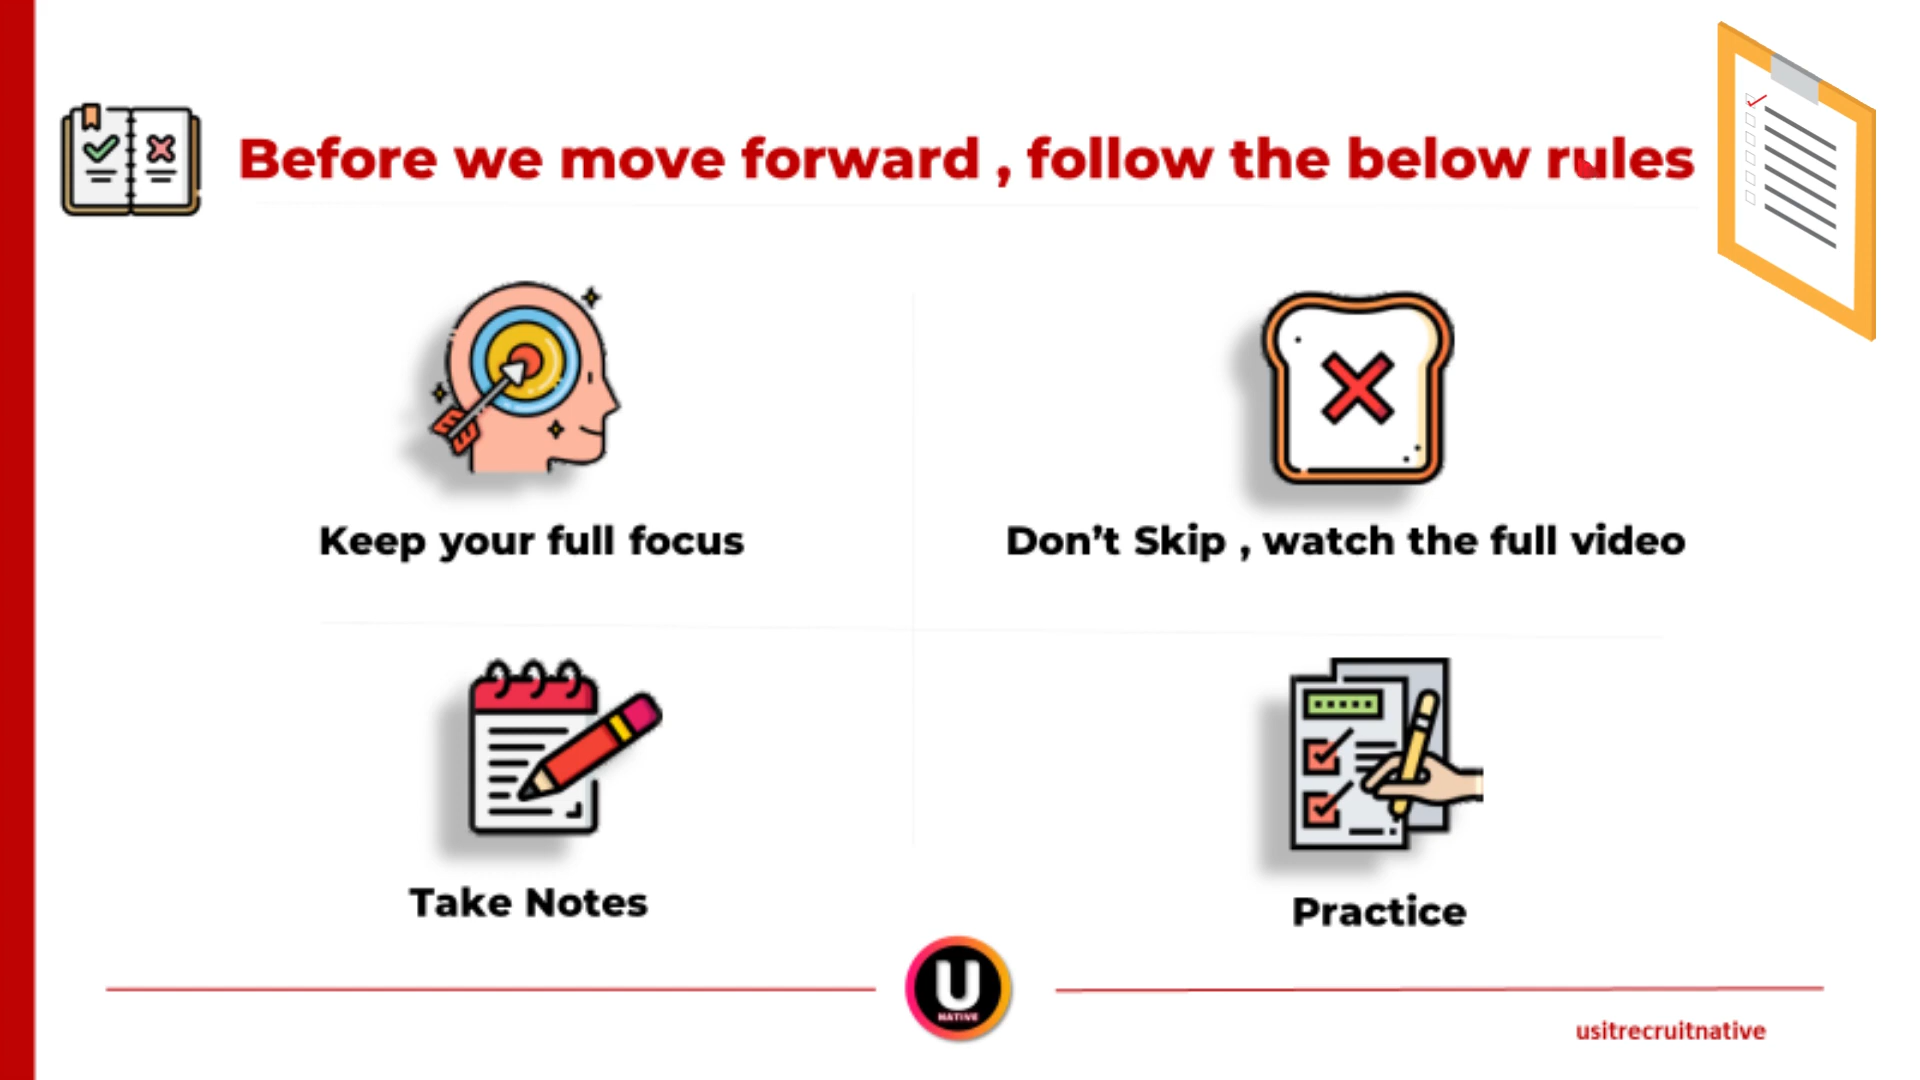 Before we move forward , follow the below rules
Keep your full focus
Don’t Skip , watch the full video
Take Notes
Practice
U
NATIVE
usitrecruitnative